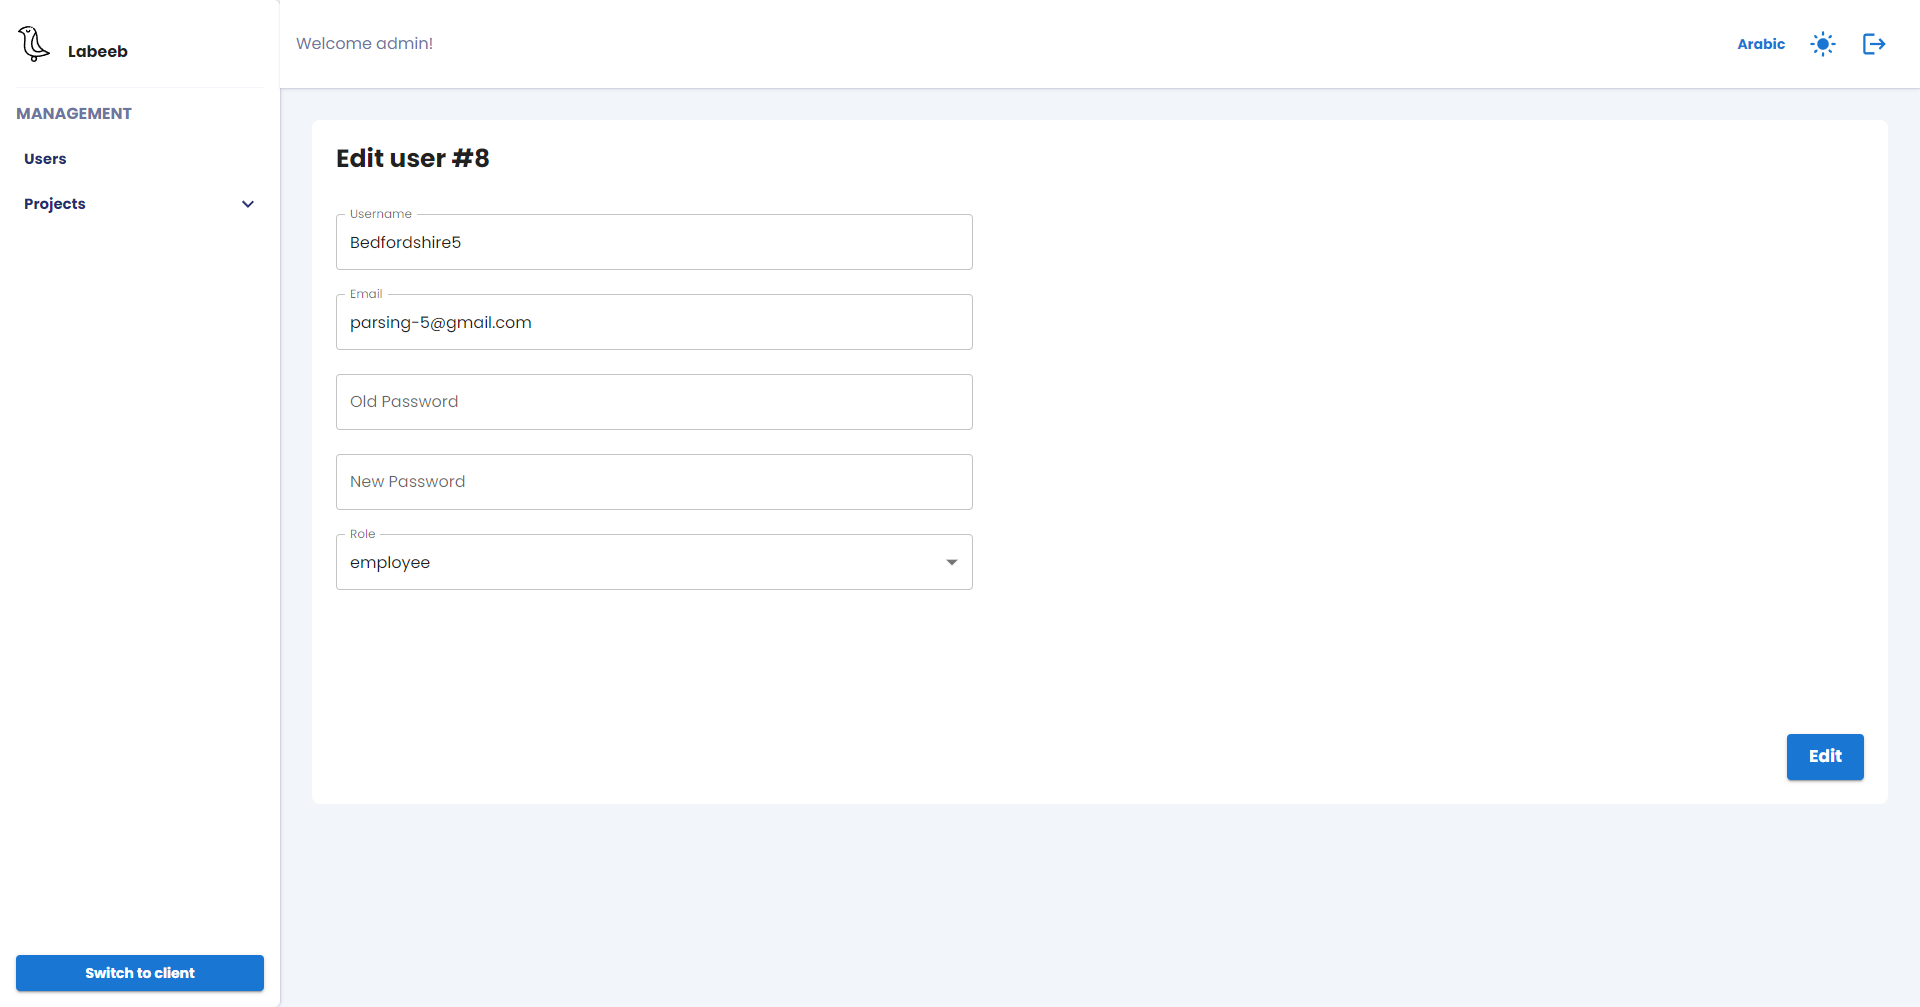 Labeeb
Welcome admin!
Arabic
MANAGEMENT
Users
Projects
Edit user #8
Username
Bedfordshire5
Email
parsing-5@gmail.com
Old Password
New Password
Role
employee
Edit
Switch to client